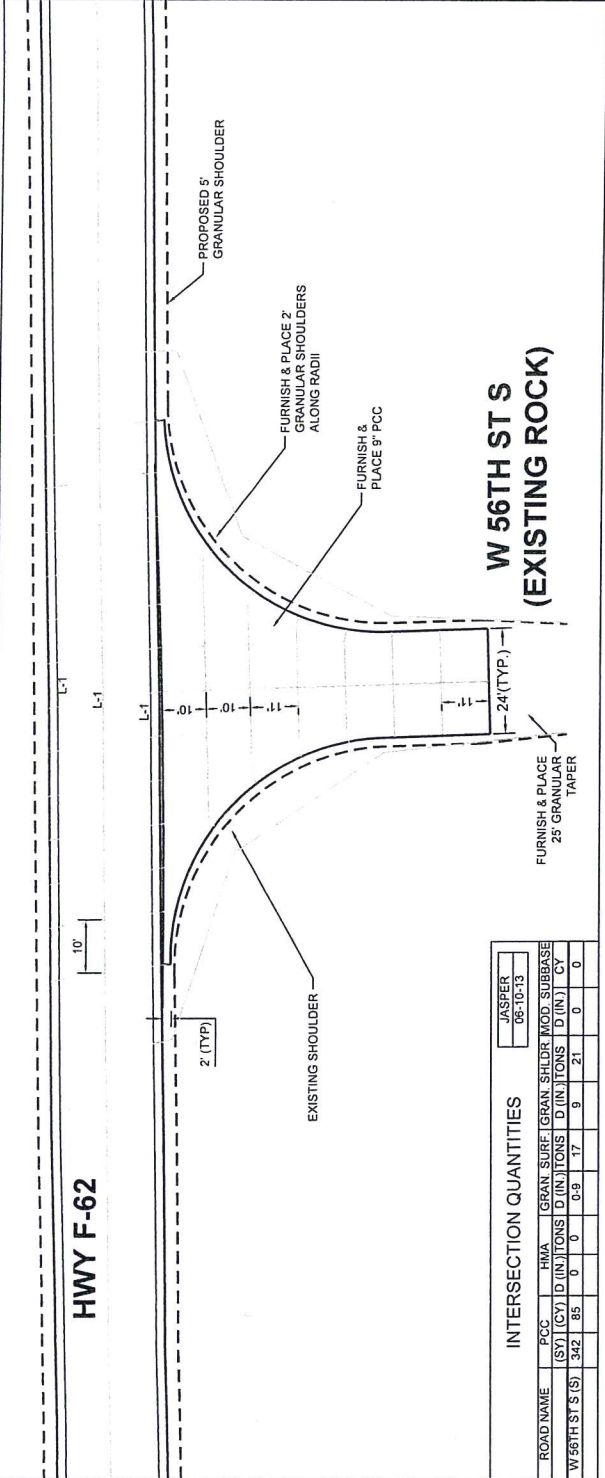 HWY F-62
L-1
L-1
L-1
10'
2' (TYP)
PROPOSED 5'
GRANULAR SHOULDER
FURNISH & PLACE 2'
GRANULAR SHOULDERS
ALONG RADII
FURNISH &
PLACE 9" PCC
EXISTING SHOULDER
10'
10'
11'
11'
24'(TYP.)
W 56TH ST S
(EXISTING ROCK)
FURNISH & PLACE
25' GRANULAR
TAPER
INTERSECTION QUANTITIES
JASPER
06-10-13
ROAD NAME PCC HMA GRAN. SURF. GRAN. SHLDR. MOD. SUBBASE
(SY) (CY) D (IN.) TONS D (IN.) TONS D (IN.) TONS D (IN.) CY
W 56TH ST S (S) 342 85 0 0 0-9 17 9 21 0 0